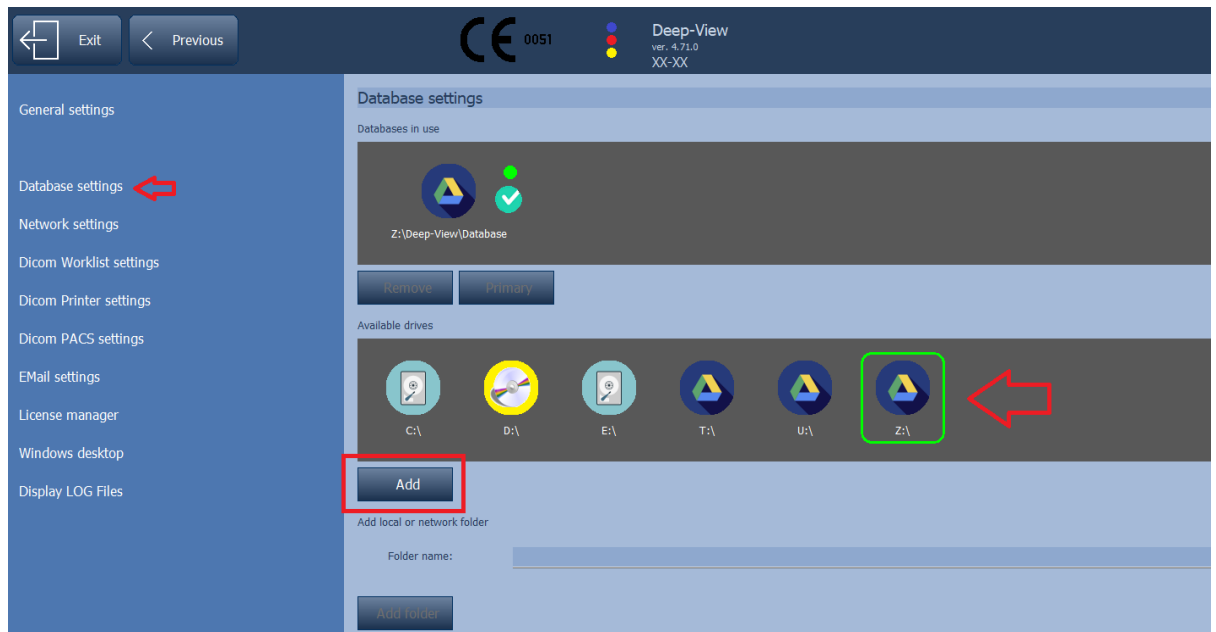 Exit
Previous
CE 0051
Deep-View
ver. 4.71.0
XX-XX
General settings
Database settings
Network settings
Dicom Worklist settings
Dicom Printer settings
Dicom PACS settings
EMail settings
License manager
Windows desktop
Display LOG Files
Database settings
Databases in use
Z:\Deep-View\Database
Remove
Primary
Available drives
C:\
D:\
E:\
T:\
U:\
Z:\
Add
Add local or network folder
Folder name:
Add folder